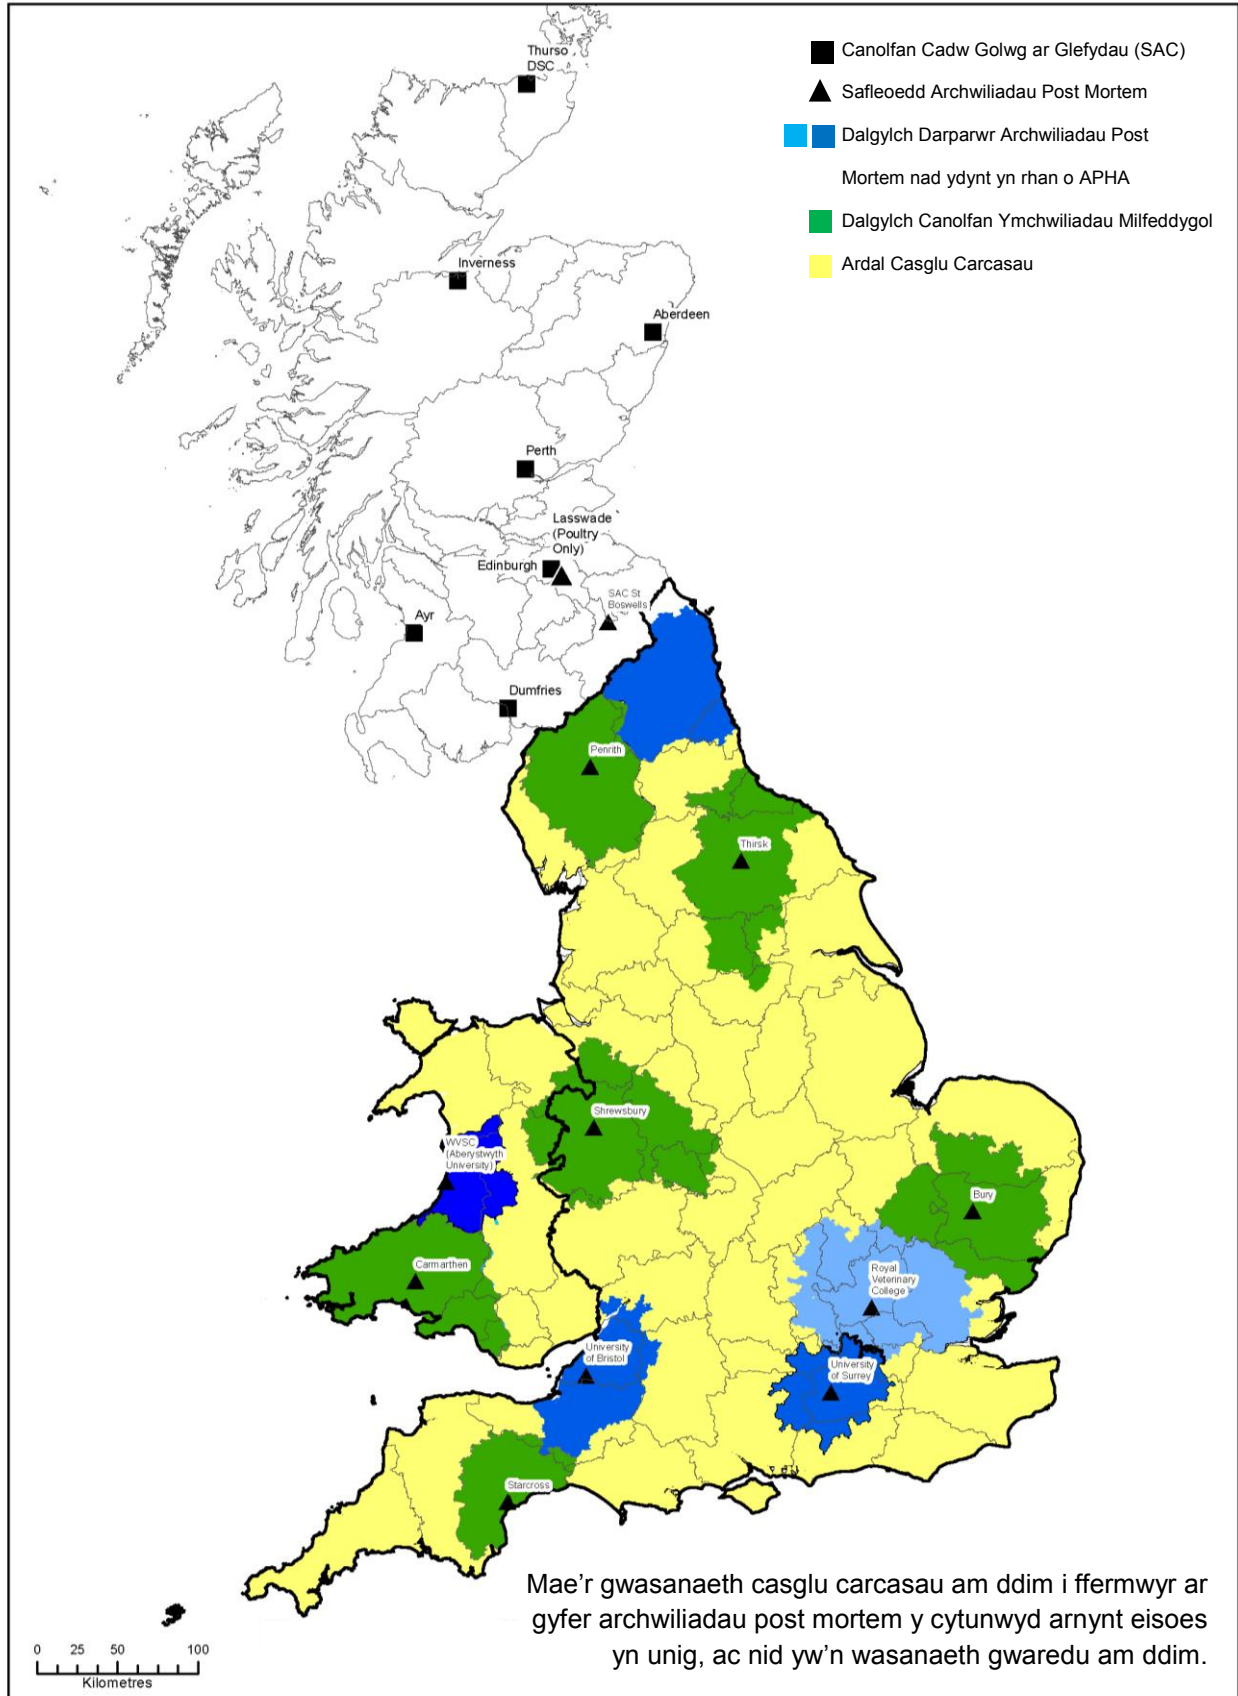 Thurso
DSC
Canolfan Cadw Golwg ar Glefydau (SAC)
Safleoedd Archwiliadau Post Mortem
Dalgylch Darparwr Archwiliadau Post
Mortem nad ydynt yn rhan o APHA
Dalgylch Canolfan Ymchwiliadau Milfeddygol
Ardal Casglu Carcasau
Inverness
Aberdeen
Perth
Lasswade
(Poultry
Only)
Edinburgh
SAC St
Boswells
Ayr
Dumfries
Penrith
Thirsk
Shrewsbury
WVSC
(Aberystwyth
University)
Bury
Carmarthen
Royal
Veterinary
College
University
of Bristol
University
of Surrey
Starcross
Mae'r gwasanaeth casglu carcasau am ddim i ffermwyr ar
gyfer archwiliadau post mortem y cytunwyd arnynt eisoes
yn unig, ac nid yw'n wasanaeth gwaredu am ddim.
0 25 50 100
Kilometres